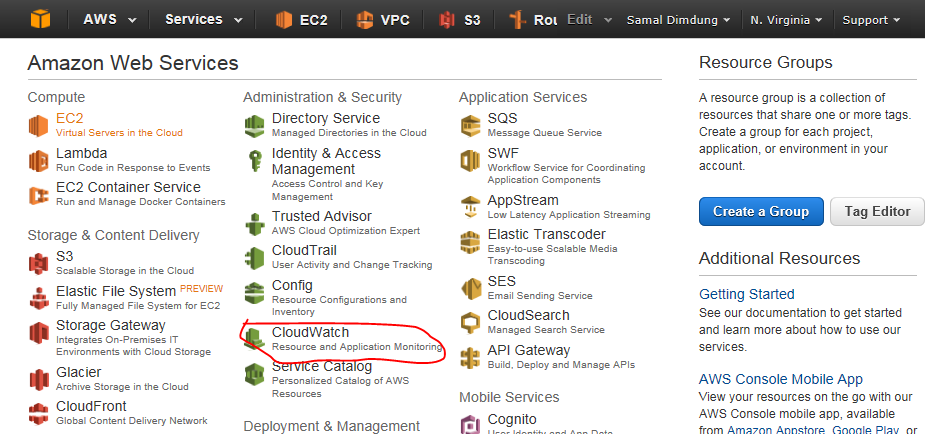 AWS Services EC2 VPC S3 Rou Edit Samal Dimdung N. Virginia Support
Amazon Web Services
Compute
EC2
Virtual Servers in the Cloud
Lambda
Run Code in Response to Events
EC2 Container Service
Run and Manage Docker Containers
Storage & Content Delivery
S3
Scalable Storage in the Cloud
Elastic File System PREVIEW
Fully Managed File System for EC2
Storage Gateway
Integrates On-Premises IT
Environments with Cloud Storage
Glacier
Archive Storage in the Cloud
CloudFront
Global Content Delivery Network
Administration & Security
Directory Service
Managed Directories in the Cloud
Identity & Access
Management
Access Control and Key
Management
Trusted Advisor
AWS Cloud Optimization Expert
CloudTrail
User Activity and Change Tracking
Config
Resource Configurations and
Inventory
CloudWatch
Resource and Application Monitoring
Service Catalog
Personalized Catalog of AWS
Resources
Deployment & Management
Application Services
SQS
Message Queue Service
SWF
Workflow Service for Coordinating
Application Components
AppStream
Low Latency Application Streaming
Elastic Transcoder
Easy-to-use Scalable Media
Transcoding
SES
Email Sending Service
CloudSearch
Managed Search Service
API Gateway
Build, Deploy and Manage APIs
Mobile Services
Cognito
User Identity and App Data
Resource Groups
A resource group is a collection of
resources that share one or more tags.
Create a group for each project,
application, or environment in your
account.
Create a Group Tag Editor
Additional Resources
Getting Started
See our documentation to get started
and learn more about how to use our
services.
AWS Console Mobile App
View your resources on the go with our
AWS Console mobile app, available
from Amazon Appstore, Google Play, or